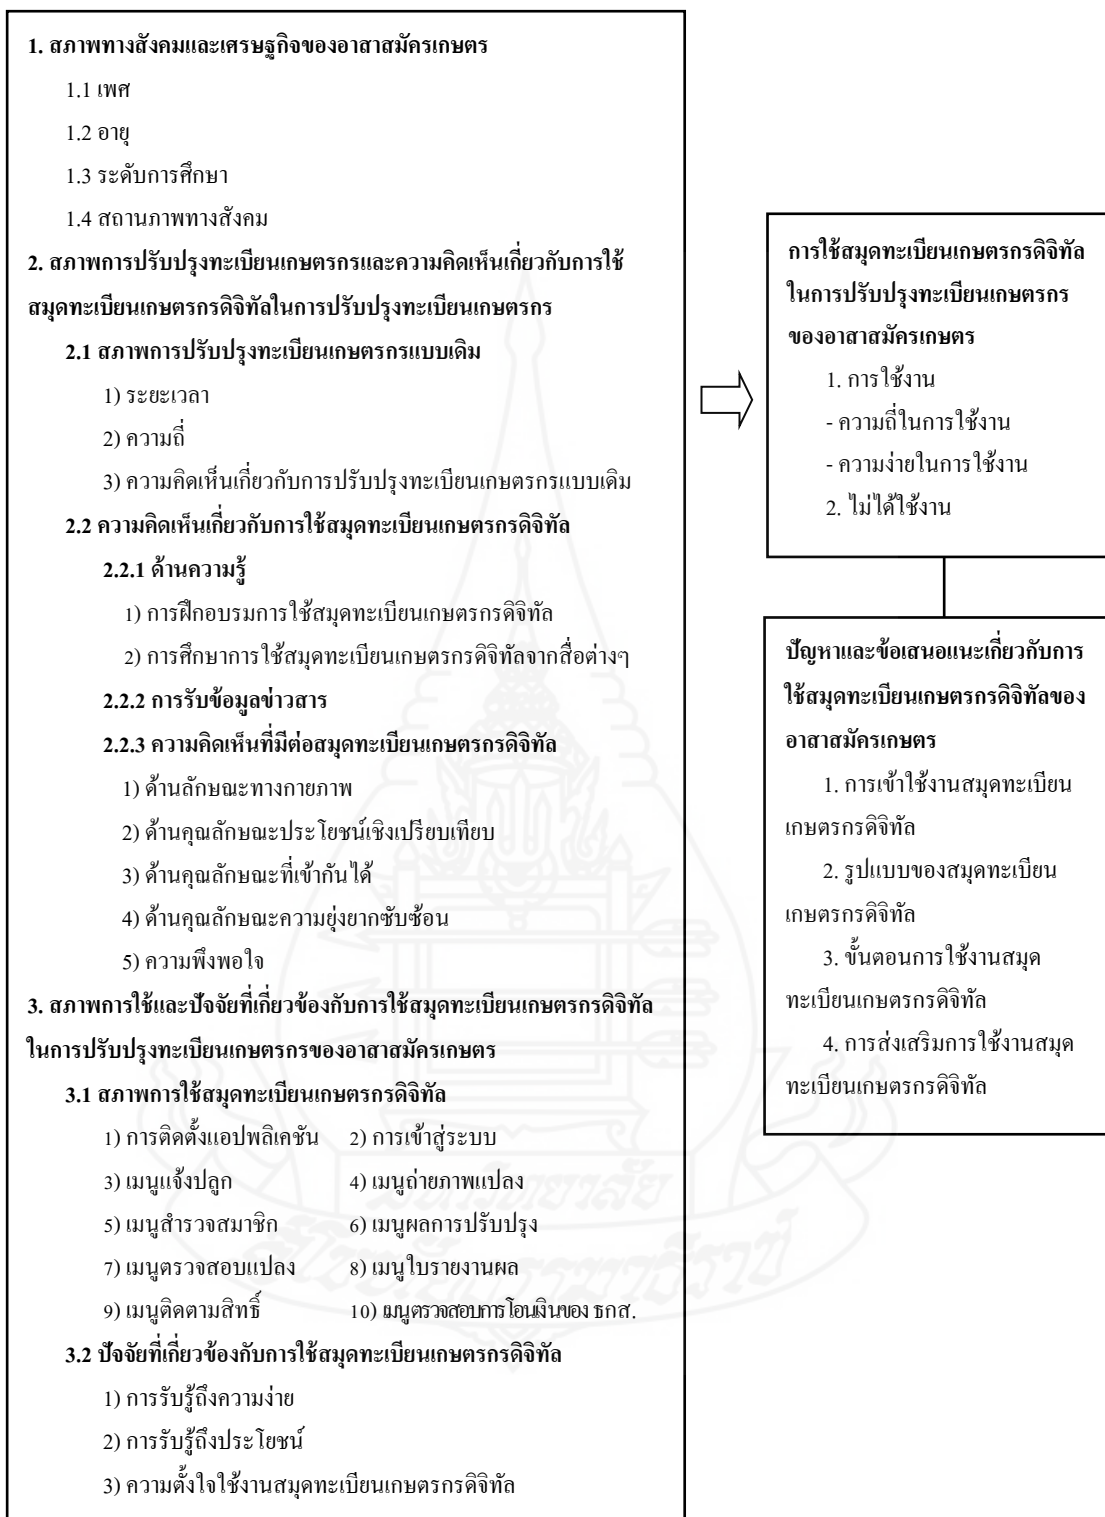 1. สภาพทางสังคมและเศรษฐกิจของอาสาสมัครเกษตร
1.1 เพศ
1.2 อายุ
1.3 ระดับการศึกษา
1.4 สถานภาพทางสังคม
2. สภาพการปรับปรุงทะเบียนเกษตรกรและความคิดเห็นเกี่ยวกับการใช้
สมุดทะเบียนเกษตรกรดิจิทัลในการปรับปรุงทะเบียนเกษตรกร
2.1 สภาพการปรับปรุงทะเบียนเกษตรกรแบบเดิม
1) ระยะเวลา
2) ความถี่
3) ความคิดเห็นเกี่ยวกับการปรับปรุงทะเบียนเกษตรกรแบบเดิม
2.2 ความคิดเห็นเกี่ยวกับการใช้สมุดทะเบียนเกษตรกรดิจิทัล
2.2.1 ด้านความรู้
1) การฝึกอบรมการใช้สมุดทะเบียนเกษตรกรดิจิทัล
2) การศึกษาการใช้สมุดทะเบียนเกษตรกรดิจิทัลจากสื่อต่างๆ
2.2.2 การรับข้อมูลข่าวสาร
2.2.3 ความคิดเห็นที่มีต่อสมุดทะเบียนเกษตรกรดิจิทัล
1) ด้านลักษณะทางกายภาพ
2) ด้านคุณลักษณะประโยชน์เชิงเปรียบเทียบ
3) ด้านคุณลักษณะที่เข้ากันได้
4) ด้านคุณลักษณะความยุ่งยากซับซ้อน
5) ความพึงพอใจ
3. สภาพการใช้และปัจจัยที่เกี่ยวข้องกับการใช้สมุดทะเบียนเกษตรกรดิจิทัล
ในการปรับปรุงทะเบียนเกษตรกรของอาสาสมัครเกษตร
3.1 สภาพการใช้สมุดทะเบียนเกษตรกรดิจิทัล
1) การติดตั้งแอปพลิเคชัน 2) การเข้าสู่ระบบ
3) เมนูแจ้งปลูก 4) เมนูถ่ายภาพแปลง
5) เมนูสำรวจสมาชิก 6) เมนูผลการปรับปรุง
7) เมนูตรวจสอบแปลง 8) เมนูใบรายงานผล
9) เมนูติดตามสิทธิ์ 10) เมนูตรวจสอบการโอนเงินของ ธกส.
3.2 ปัจจัยที่เกี่ยวข้องกับการใช้สมุดทะเบียนเกษตรกรดิจิทัล
1) การรับรู้ถึงความง่าย
2) การรับรู้ถึงประโยชน์
3) ความตั้งใจใช้งานสมุดทะเบียนเกษตรกรดิจิทัล
การใช้สมุดทะเบียนเกษตรกรดิจิทัล
ในการปรับปรุงทะเบียนเกษตรกร
ของอาสาสมัครเกษตร
1. การใช้งาน
- ความถี่ในการใช้งาน
- ความง่ายในการใช้งาน
2. ไม่ได้ใช้งาน
ปัญหาและข้อเสนอแนะเกี่ยวกับการ
ใช้สมุดทะเบียนเกษตรกรดิจิทัลของ
อาสาสมัครเกษตร
1. การเข้าใช้งานสมุดทะเบียน
เกษตรกรดิจิทัล
2. รูปแบบของสมุดทะเบียน
เกษตรกรดิจิทัล
3. ขั้นตอนการใช้งานสมุด
ทะเบียนเกษตรกรดิจิทัล
4. การส่งเสริมการใช้งานสมุด
ทะเบียนเกษตรกรดิจิทัล
มหาวิทยาลัย
สุโขทัยธรรมาธิราช